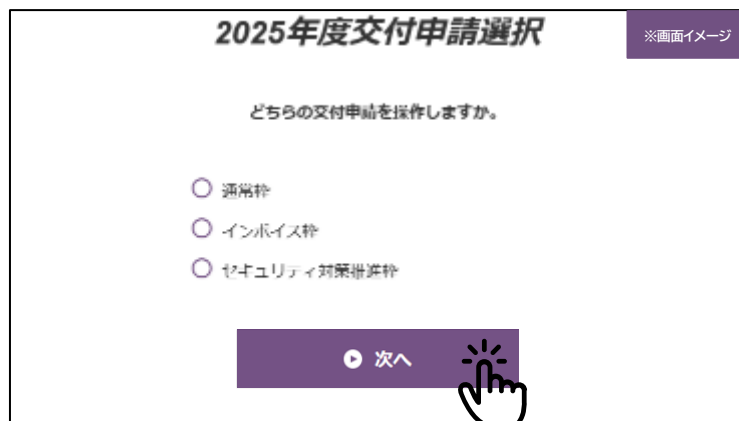 2025年度交付申請選択
※画面イメージ
どちらの交付申請を操作しますか。
通常枠
インボイス枠
セキュリティ対策推進枠
次へ